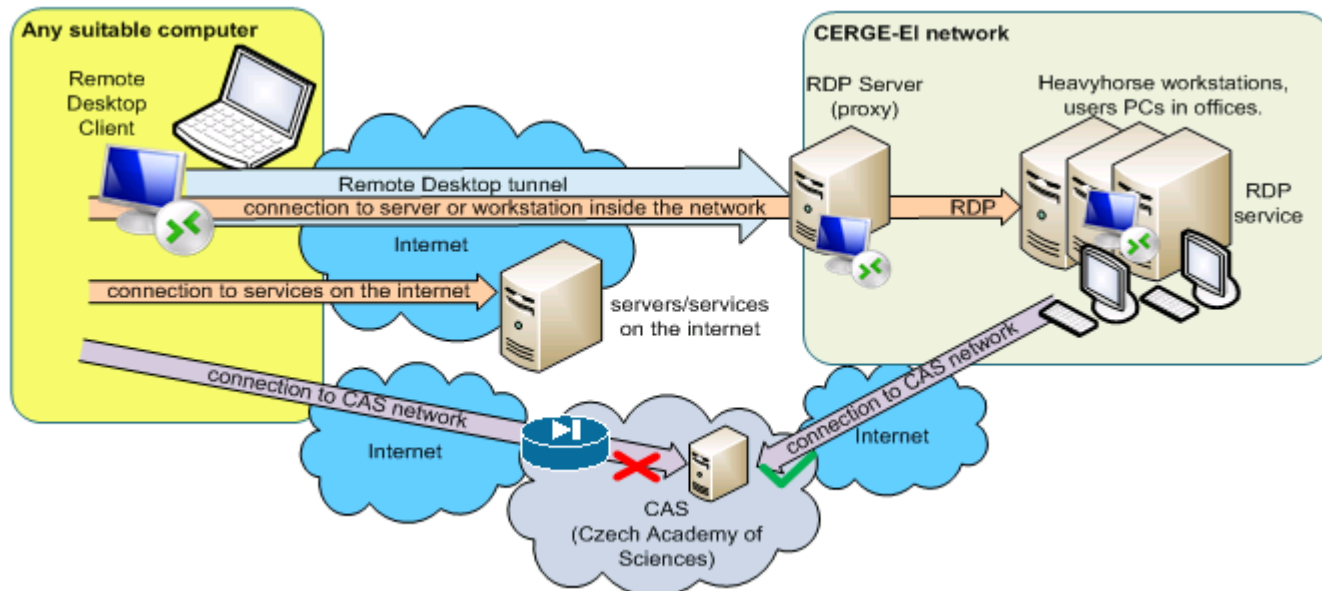 Any suitable computer
Remote
Desktop
Client
CERGE-EI network
RDP Server
(proxy)
Heavyhorse workstations,
users PCs in offices.
Remote Desktop tunnel
connection to server or workstation inside the network
RDP
RDP
service
Internet
connection to services on the internet
servers/services
on the internet
connection to CAS network
Internet
connection to CAS network
Internet
CAS
(Czech Academy of
Sciences)